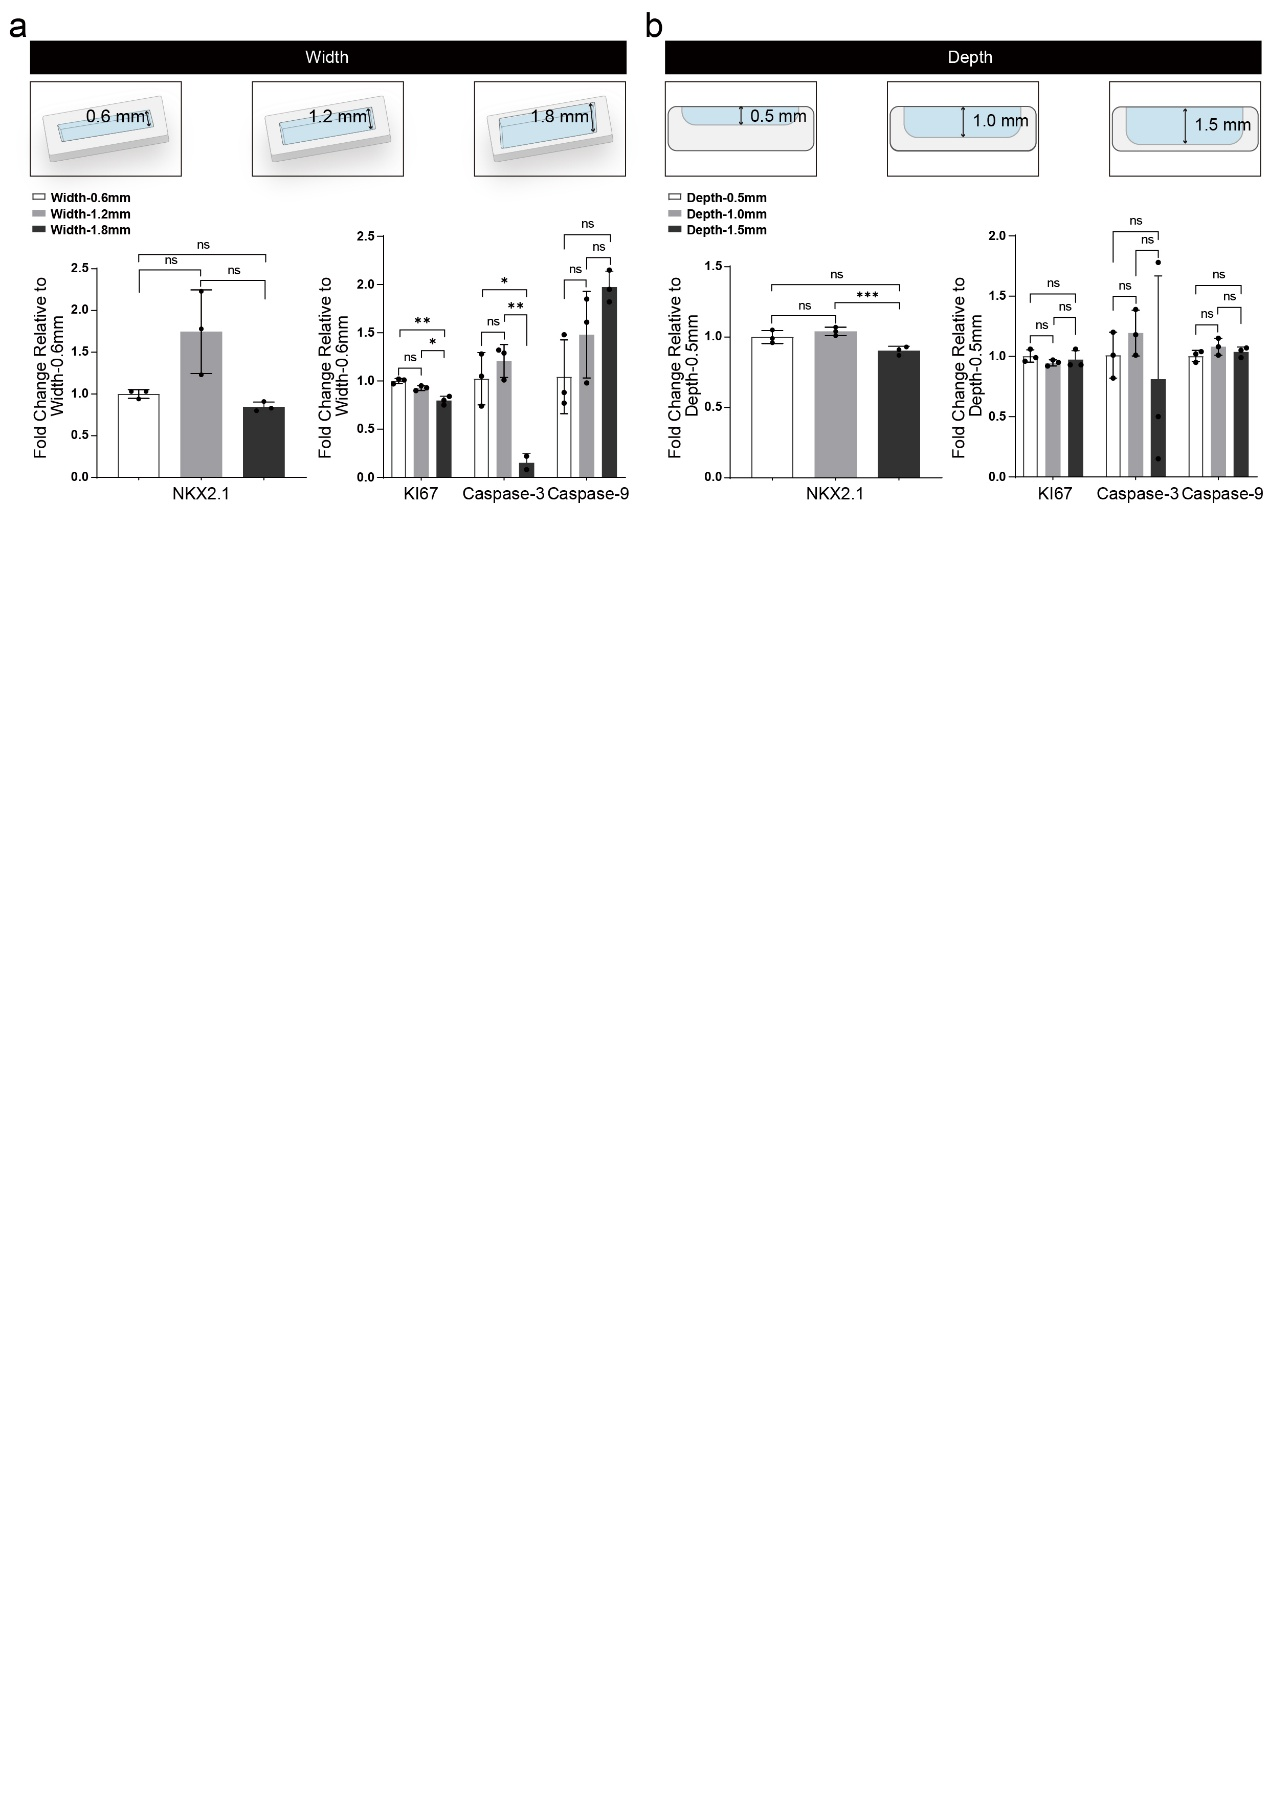 a
Width
0.6 mm
1.2 mm
1.8 mm
Width-0.6mm
Width-1.2mm
Width-1.8mm
Fold Change Relative to
Width-0.6mm
2.5
2.0
1.5
1.0
0.5
0.0
ns
ns
ns
NKX2.1
Fold Change Relative to
Width-0.6mm
2.5
2.0
1.5
1.0
0.5
0.0
**
*
ns
*
**
ns
ns
ns
ns
KI67
Caspase-3
Caspase-9
b
Depth
0.5 mm
1.0 mm
1.5 mm
Depth-0.5mm
Depth-1.0mm
Depth-1.5mm
Fold Change Relative to
Depth-0.5mm
1.5
1.0
0.5
0.0
ns
***
ns
NKX2.1
Fold Change Relative to
Depth-0.5mm
2.0
1.5
1.0
0.5
0.0
ns
ns
ns
ns
ns
ns
ns
ns
ns
KI67
Caspase-3
Caspase-9